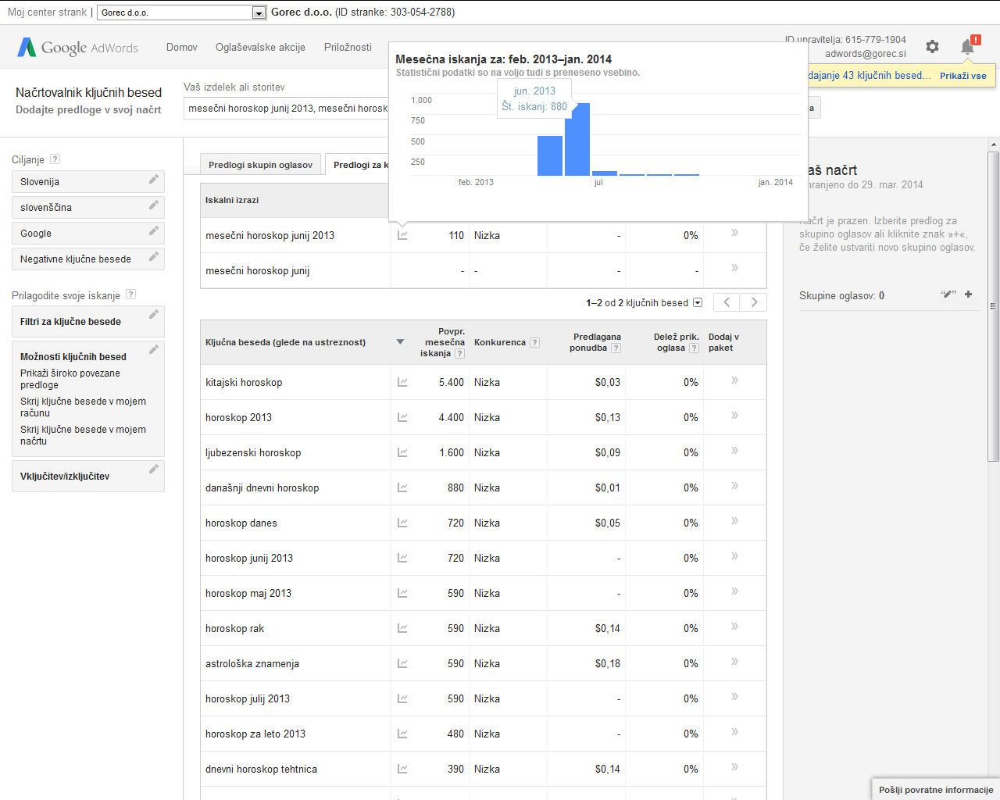 Moj center strank | Gorec d.o.o. Gorec d.o.o. (ID stranke: 303-054-2788)
Google AdWords Domov Oglaševalske akcije Priložnosti
ID upravitelja: 615-779-1904
adwords@gorec.si
dajanje 43 ključnih besed... Prikaži vse
Načrtovalnik ključnih besed
Dodajte predloge v svoj načrt
Vaš izdelek ali storitev
mesečni horoskop junij 2013, mesečni horosk
Mesečna iskanja za: feb. 2013–jan. 2014
Statistični podatki so na voljo tudi s preneseno vsebino.
jun. 2013
Št. iskanj: 880
1.000
750
500
250
feb. 2013 jul jan. 2014
Ciljanje ?
Slovenija
slovenščina
Google
Negativne ključne besede
Prilagodite svoje iskanje ?
Filtri za ključne besede
Možnosti ključnih besed
Prikaži široko povezane
predloge
Skrij ključne besede v mojem
računu
Skrij ključne besede v mojem
načrtu
Vključitev/izključitev
Predlogi skupin oglasov Predlogi za k
Iskalni izrazi
mesečni horoskop junij 2013 110 Nizka - 0% »
mesečni horoskop junij - - - - »
1–2 od 2 ključnih besed
Ključna beseda (glede na ustreznost) Povpr. mesečna iskanja ? Konkurenca ? Predlagana ponudba ? Delež prik. oglasa ? Dodaj v paket
kitajski horoskop 5.400 Nizka $0,03 0% »
horoskop 2013 4.400 Nizka $0,13 0% »
ljubezenski horoskop 1.600 Nizka $0,09 0% »
današnji dnevni horoskop 880 Nizka $0,01 0% »
horoskop danes 720 Nizka $0,05 0% »
horoskop junij 2013 720 Nizka - 0% »
horoskop maj 2013 590 Nizka - 0% »
horoskop rak 590 Nizka $0,14 0% »
astrološka znamenja 590 Nizka $0,18 0% »
horoskop julij 2013 590 Nizka - 0% »
horoskop za leto 2013 480 Nizka - 0% »
dnevni horoskop tehtnica 390 Nizka $0,14 0% »
aš načrt
hranjeno do 29. mar. 2014
Načrt je prazen. Izberite predlog za
skupino oglasov ali kliknite znak »+«,
če želite ustvariti novo skupino oglasov.
Skupine oglasov: 0
Pošlji povratne informacije